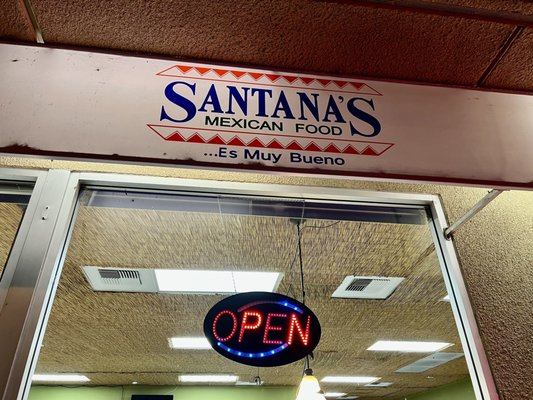 SANTANA'S
MEXICAN FOOD
...Es Muy Bueno
OPEN